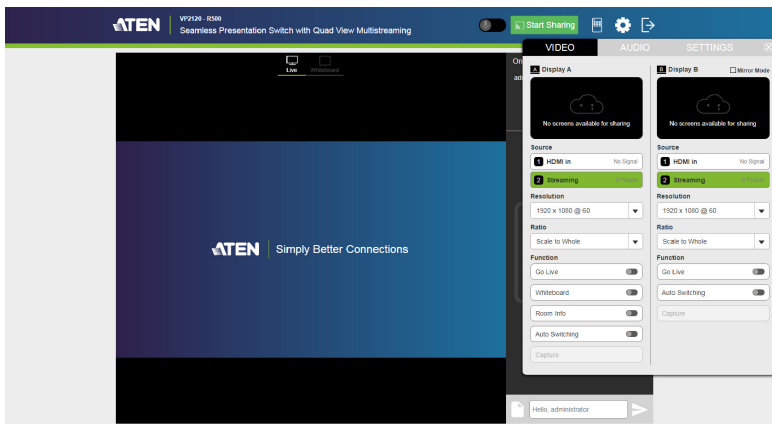 ATEN
VP2120 - R500
Seamless Presentation Switch with Quad View Multistreaming
Start Sharing
VIDEO AUDIO SETTINGS
Live Whiteboard
On
ad
A Display A
B Display B Mirror Mode
No screens available for sharing
No screens available for sharing
Source
Source
1 HDMI in No Signal
1 HDMI in No Signal
2 Streaming 0 People
2 Streaming
Resolution
Resolution
1920 x 1080 @ 60
1920 x 1080 @ 60
Ratio
Ratio
Scale to Whole
Scale to Whole
Function
Function
Go Live
Go Live
Whiteboard
Auto Switching
Room Info
Capture
Auto Switching
Capture
ATEN Simply Better Connections
Hello, administrator